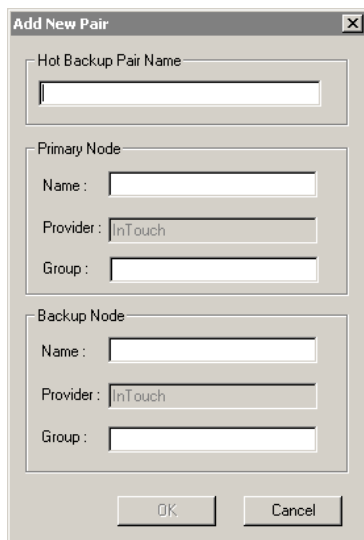 Add New Pair
Hot Backup Pair Name
Primary Node
Name :
Provider : InTouch
Group :
Backup Node
Name :
Provider : InTouch
Group :
OK Cancel